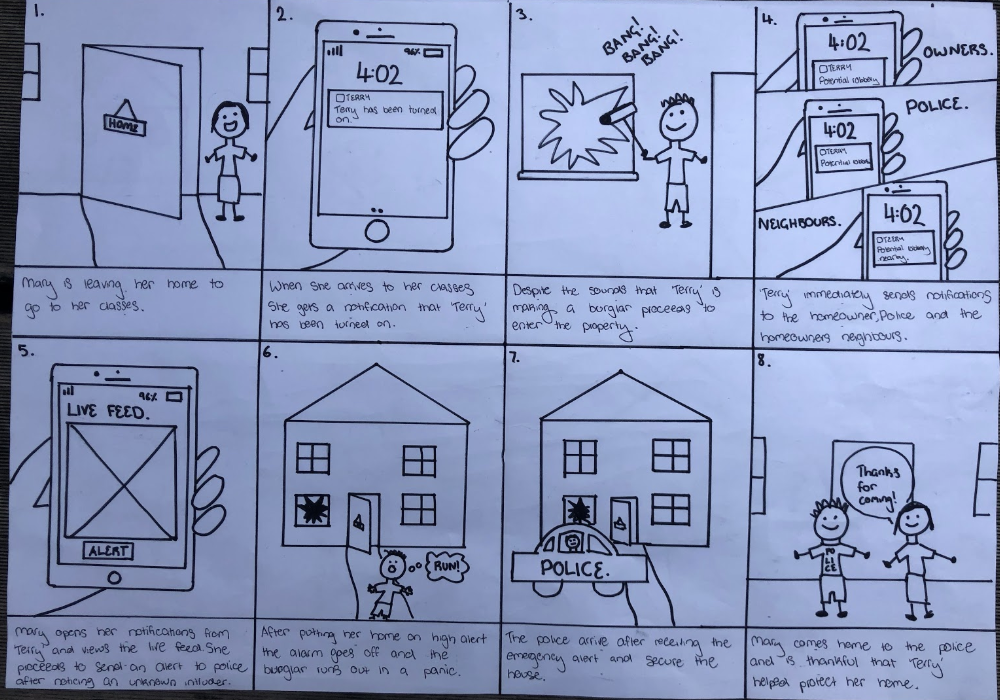 1.
HOME
Mary is leaving her home to
go to her classes.
2.
96%
4:02
TERRY
Terry has been turned
on.
When she arrives to her classes
She gets a notification that 'Terry'
has been turned on.
3.
BANG!
BANG!
BANG!
Despite the sounds that 'Terry' is
making, a burglar proceeds to
enter the property.
4.
4:02
TERRY
Potential robbery
OWNERS.
POLICE.
4:02
TERRY
Potential
NEIGHBOURS.
4:02
TERRY
Potential robbery
nearby.
'Terry' immediately sends notifications
to the homeowner, Police and the
homeowners neighbours.
5.
96%
LIVE FEED.
ALERT
Mary opens her notifications from
'Terry' and views the live feed. She
proceeds to send an alert to police
after noticing an unknown intruder.
6.
RUN!
After putting her home on high alert
the alarm goes off and the
burglar runs out in a panic.
7.
POLICE.
The police arrive after receiving the
emergency alert and secure the
house.
8.
Thanks
for
coming!
PO
LI
CE
Mary comes home to the police
and is thankful that 'Terry'
helped protect her home.